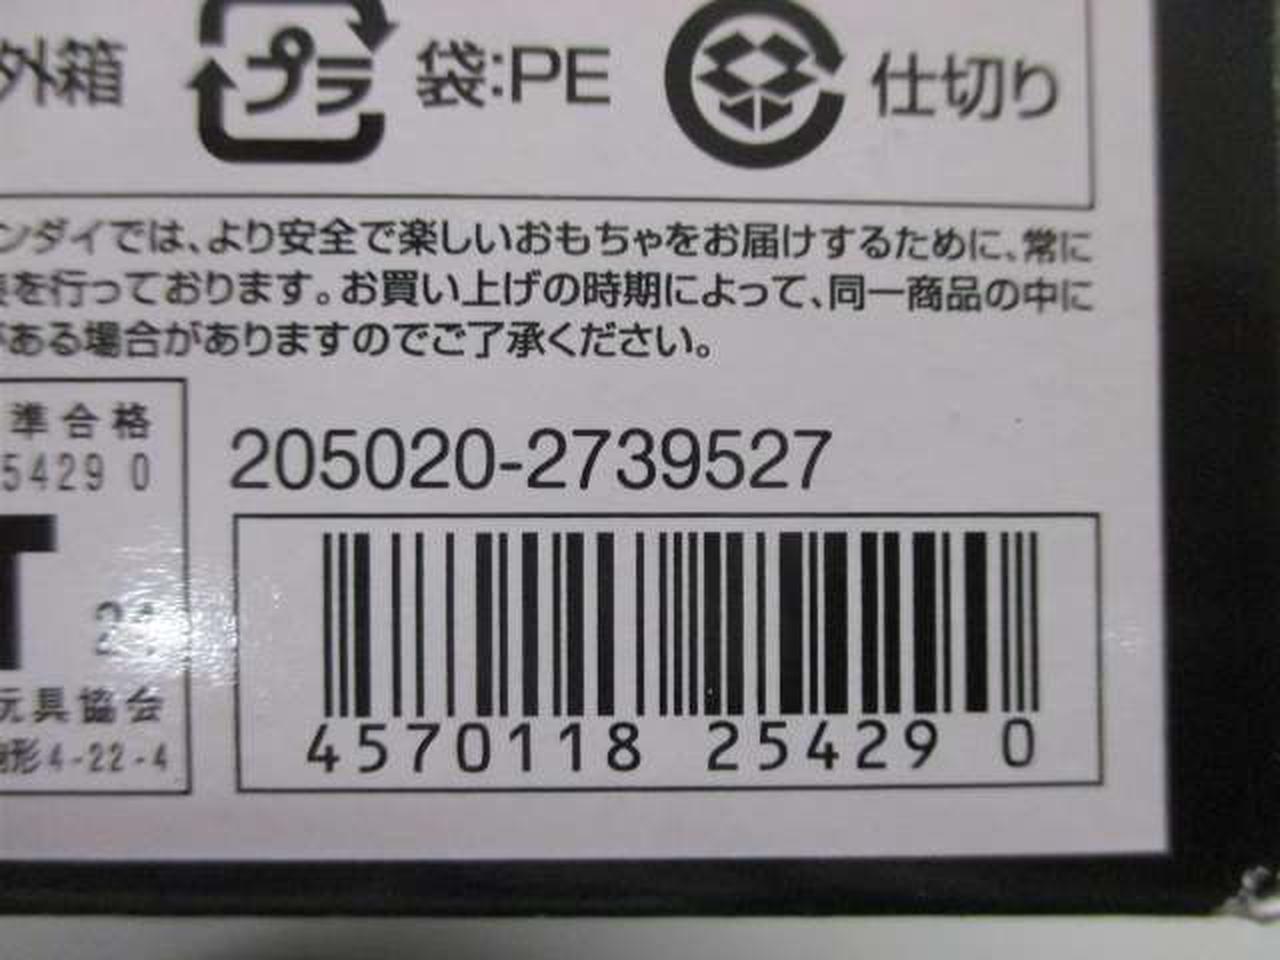 外箱 プラ 袋:PE 仕切り
ンダイでは、より安全で楽しいおもちゃをお届けするために、常に
を行っております。お買い上げの時期によって、同一商品の中に
がある場合がありますのでご了承ください。
準合格
54290
205020-2739527
T
玩具協会
形4-22-4
4570118 25429 0